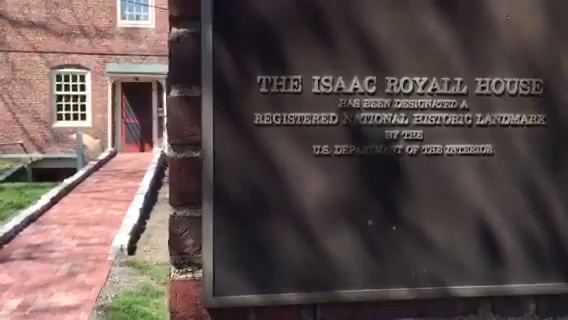 THE ISAAC ROYALL HOUSE
HAS BEEN DESIGNATED A
REGISTERED NATIONAL HISTORIC LANDMARK
BY THE
U.S. DEPARTMENT OF THE INTERIOR